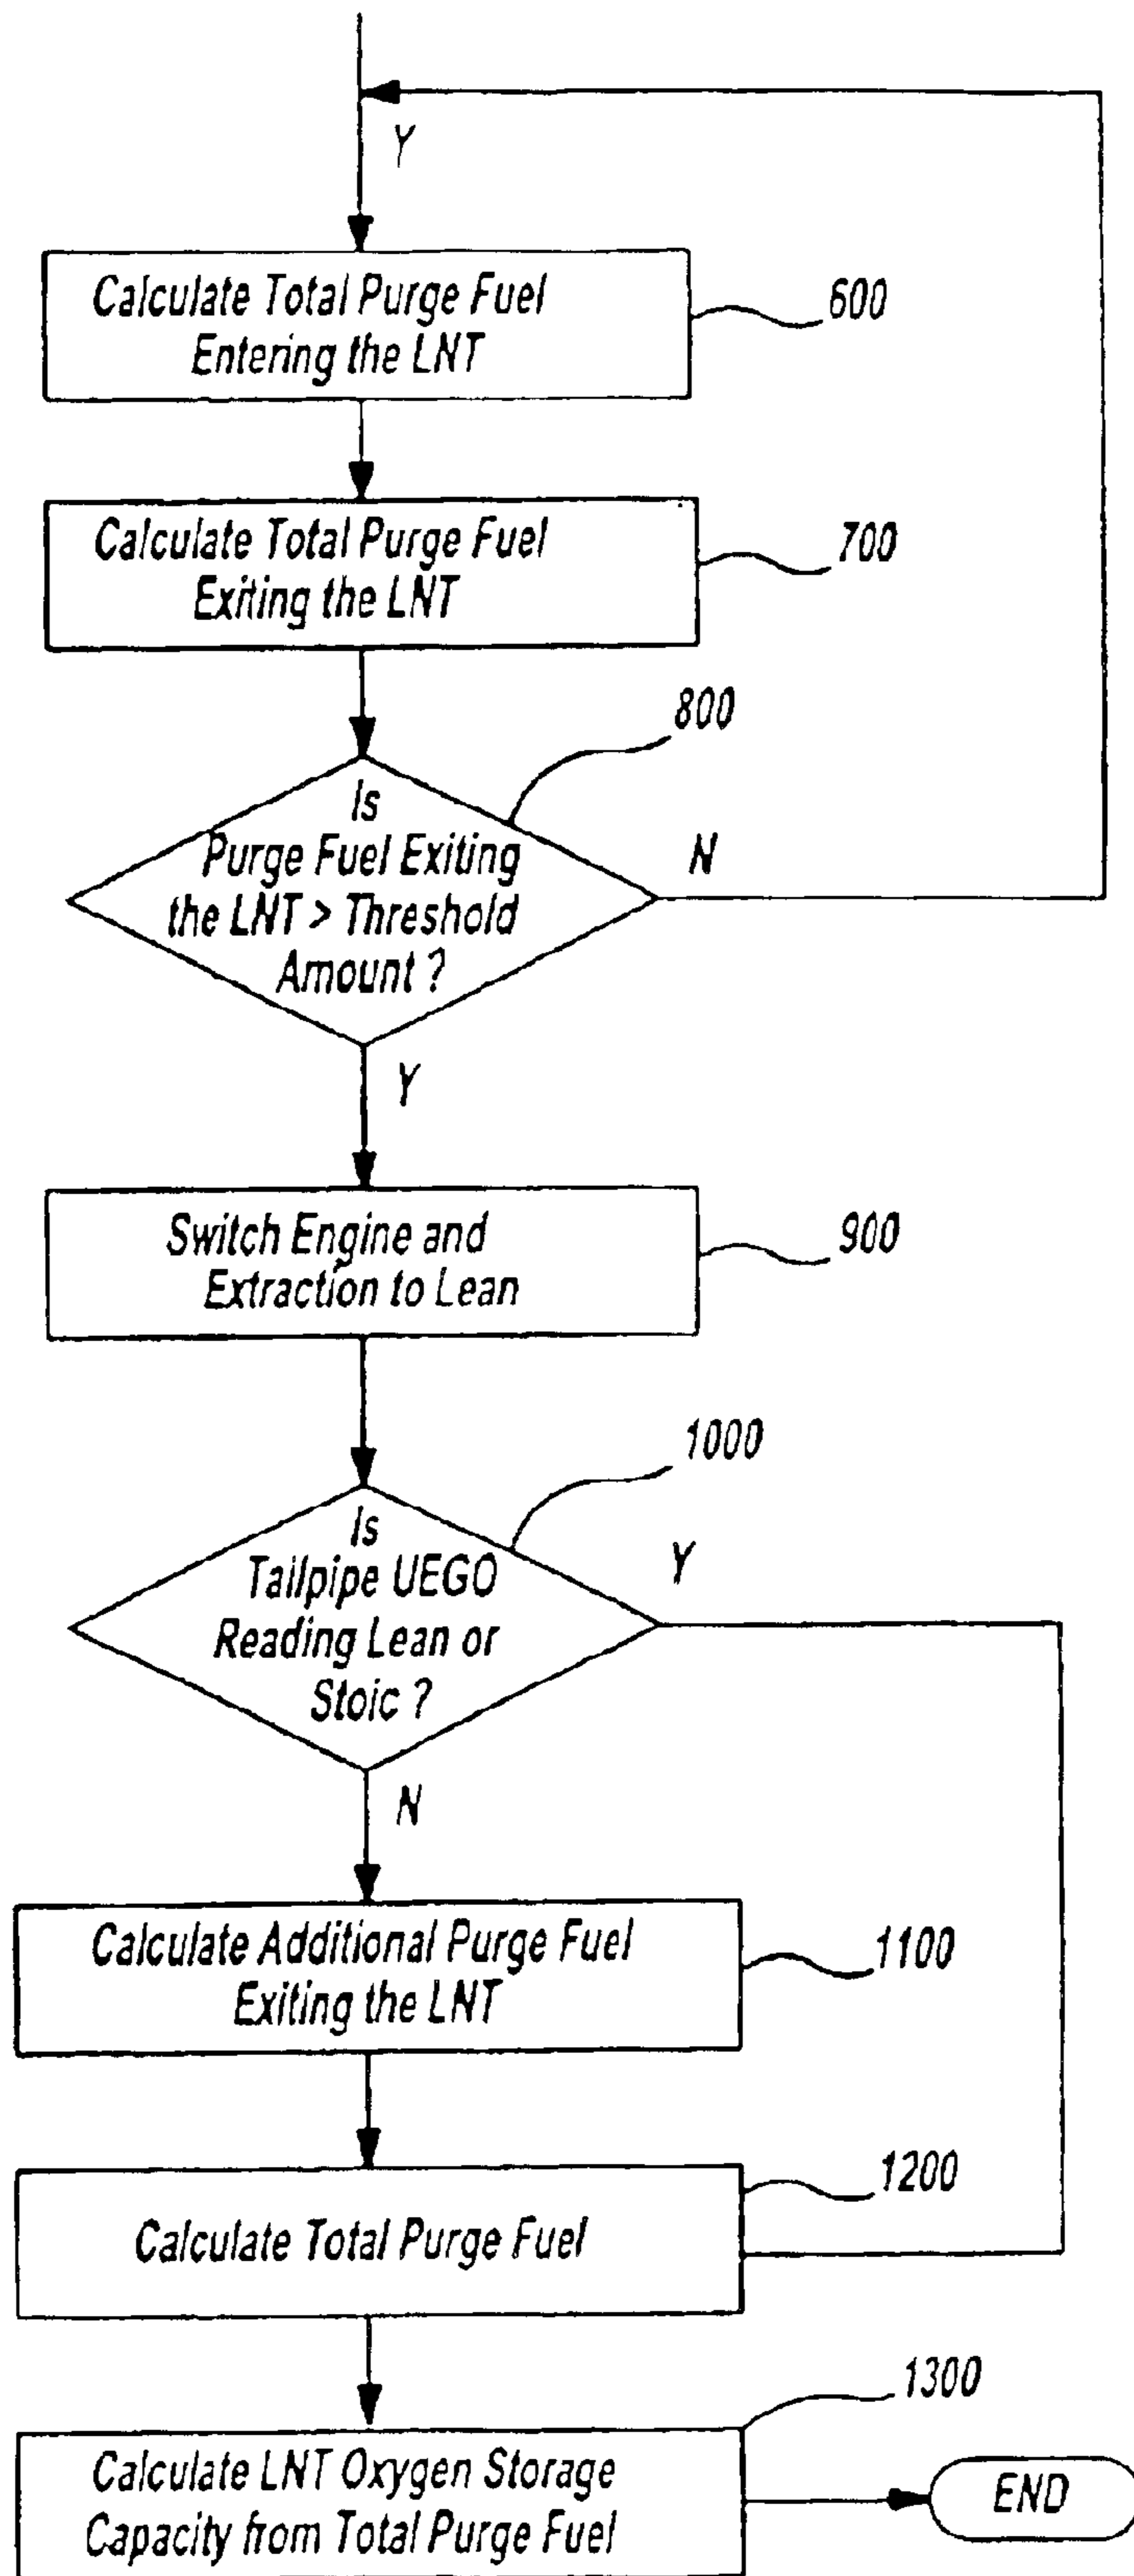 Y
Calculate Total Purge Fuel
Entering the LNT
600
Calculate Total Purge Fuel
Exiting the LNT
700
800
Is
Purge Fuel Exiting
the LNT > Threshold
Amount ?
N
Y
Switch Engine and
Extraction to Lean
900
1000
Is
Tailpipe UEGO
Reading Lean or
Stoic ?
Y
N
Calculate Additional Purge Fuel
Exiting the LNT
1100
Calculate Total Purge Fuel
1200
1300
Calculate LNT Oxygen Storage
Capacity from Total Purge Fuel
END